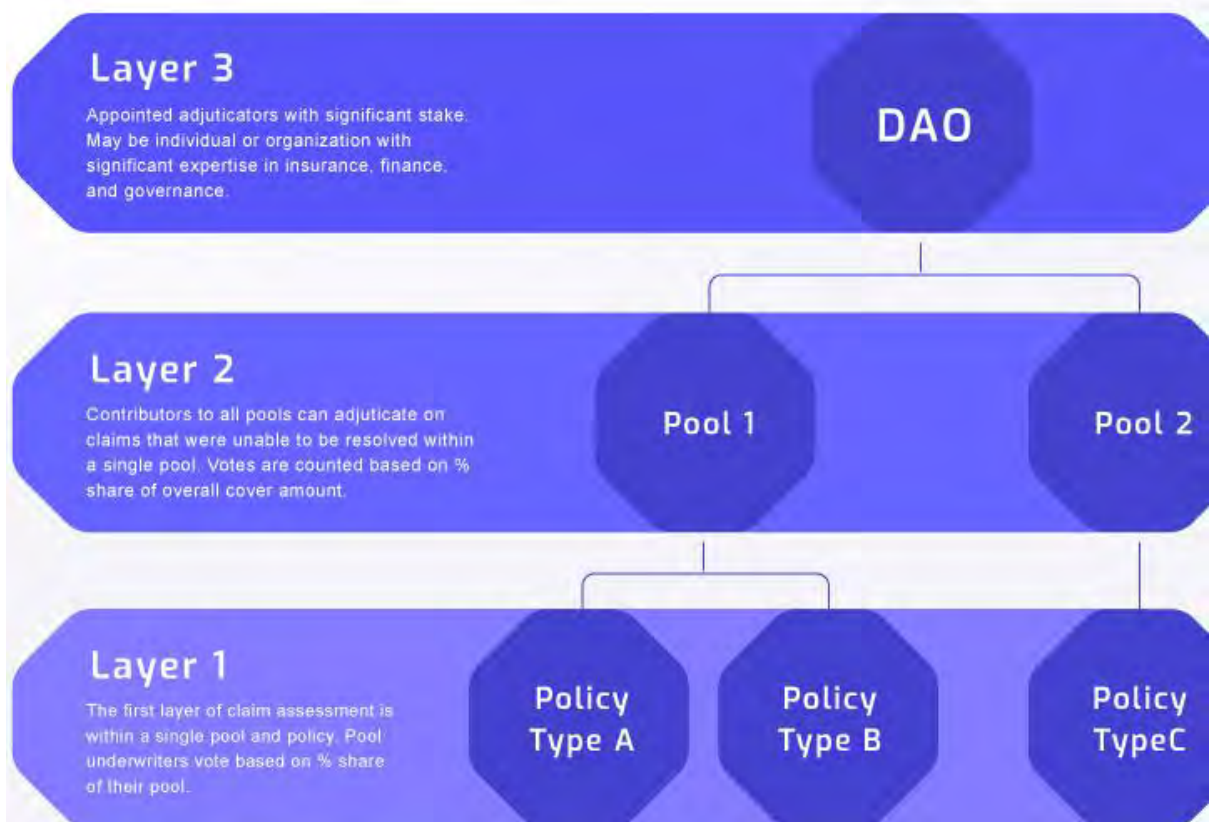 Layer 3
Appointed adjuticators with significant stake.
May be individual or organization with
significant expertise in insurance, finance,
and governance.
DAO
Layer 2
Contributors to all pools can adjuticate on
claims that were unable to be resolved within
a single pool. Votes are counted based on %
share of overall cover amount.
Pool 1
Pool 2
Layer 1
The first layer of claim assessment is
within a single pool and policy. Pool
underwriters vote based on % share
of their pool.
Policy
Type A
Policy
Type B
Policy
TypeC